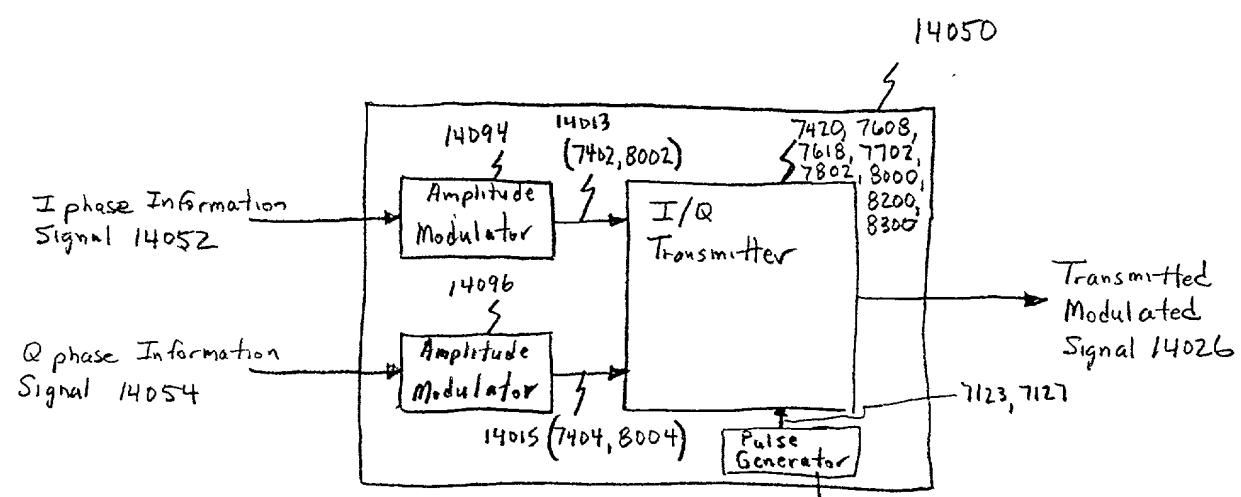 14050
14094
14013
(7402, 8002)
7420, 7608,
7618, 7702,
7802, 8000,
8200,
8300
I phase Information
Signal 14052
Amplitude
Modulator
I/Q
Transmitter
14096
Transmitted
Modulated
Signal 14026
Q phase Information
Signal 14054
Amplitude
Modulator
14015 (7404, 8004)
7123, 7127
Pulse
Generator